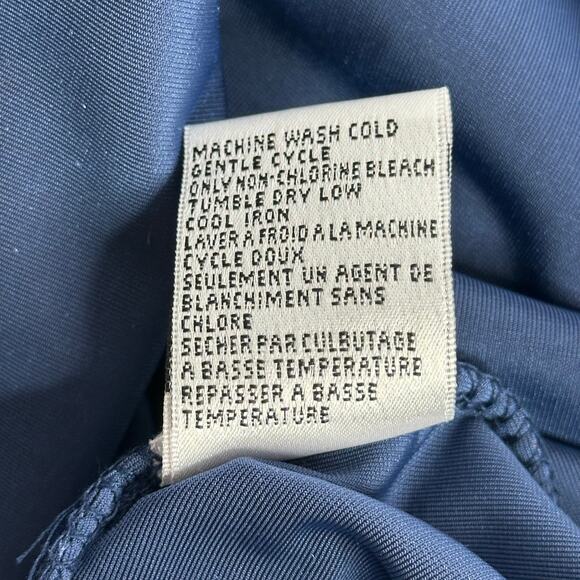 MACHINE WASH COLD
GENTLE CYCLE
ONLY NON-CHLORINE BLEACH
TUMBLE DRY LOW
COOL IRON
LAVER A FROID A LA MACHINE
CYCLE DOUX
SEULEMENT UN AGENT DE
BLANCHIMENT SANS
CHLORE
SECHER PAR CULBUTAGE
A BASSE TEMPERATURE
REPASSER A BASSE
TEMPERATURE